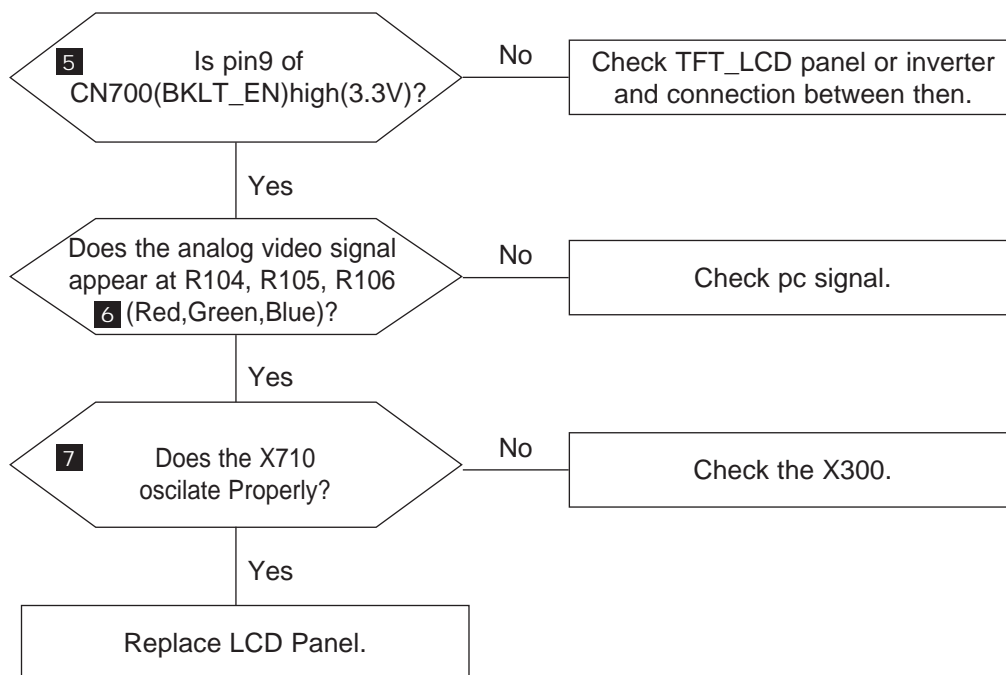 5
Is pin9 of
CN700(BKLT_EN)high(3.3V)?
No
Check TFT_LCD panel or inverter
and connection between then.
Yes
Does the analog video signal
appear at R104, R105, R106
6 (Red,Green,Blue)?
No
Check pc signal.
Yes
7
Does the X710
oscilate Properly?
No
Check the X300.
Yes
Replace LCD Panel.